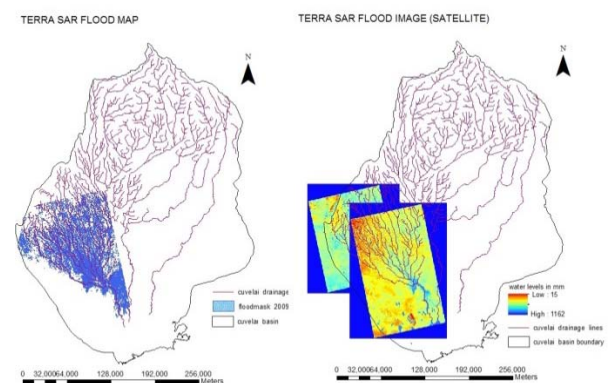 TERRA SAR FLOOD MAP
N
cuvelai drainage
floodmask 2009
cuvelai basin
0 32,00064,000 128,000 192,000 256,000
Meters
TERRA SAR FLOOD IMAGE (SATELLITE)
N
water levels in mm
Low : 15
High : 1162
cuvelai drainage lines
cuvelai basin boundary
0 32,00064,000 128,000 192,000 256,000
Meters